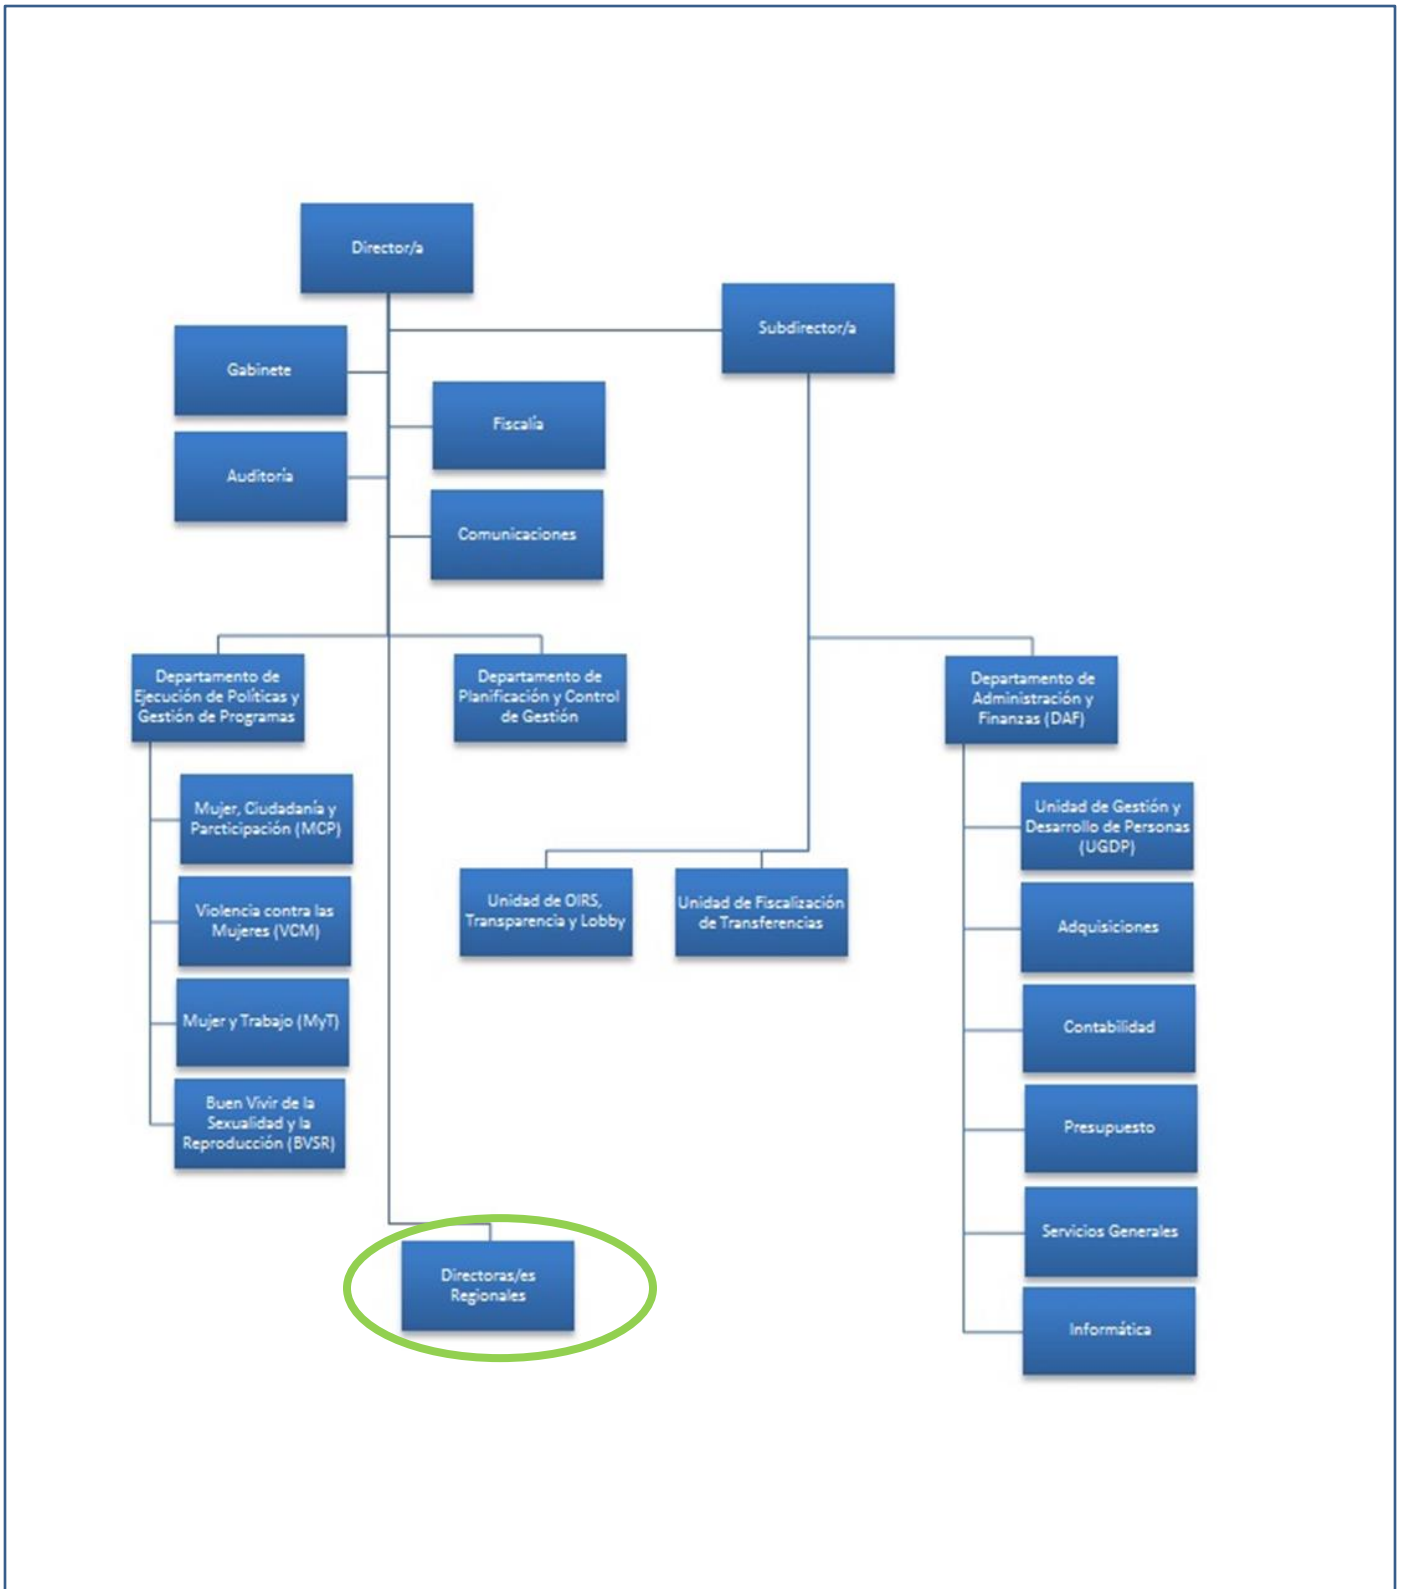 Director/a
Subdirector/a
Gabinete
Fiscalía
Auditoría
Comunicaciones
Departamento de
Ejecución de Políticas y
Gestión de Programas
Departamento de
Planificación y Control
de Gestión
Departamento de
Administración y
Finanzas (DAF)
Mujer, Ciudadanía y
Parcticipación (MCP)
Violencia contra las
Mujeres (VCM)
Mujer y Trabajo (MyT)
Buen Vivir de la
Sexualidad y la
Reproducción (BVSR)
Unidad de OIRS,
Transparencia y Lobby
Unidad de Fiscalización
de Transferencias
Unidad de Gestión y
Desarrollo de Personas
(UGDP)
Adquisiciones
Contabilidad
Presupuesto
Servicios Generales
Informática
Directoras/es
Regionales